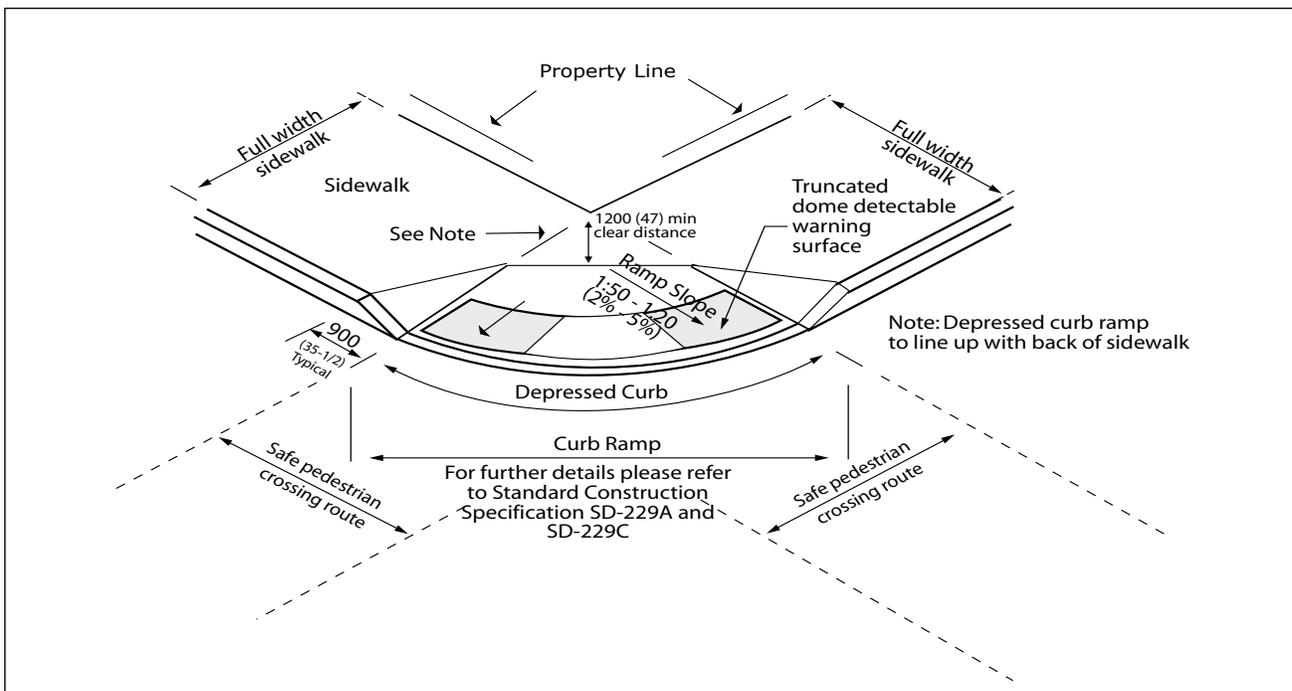 Property Line
Full width
sidewalk
Full width
sidewalk
Sidewalk
Truncated
dome detectable
warning
surface
See Note
1200 (47) min
clear distance
Ramp Slope
1:50 - 1:20
(2% - 5%)
900
(35-1/2)
Typical
Note: Depressed curb ramp
to line up with back of sidewalk
Depressed Curb
Curb Ramp
Safe pedestrian
crossing route
For further details please refer
to Standard Construction
Specification SD-229A and
SD-229C
Safe pedestrian
crossing route